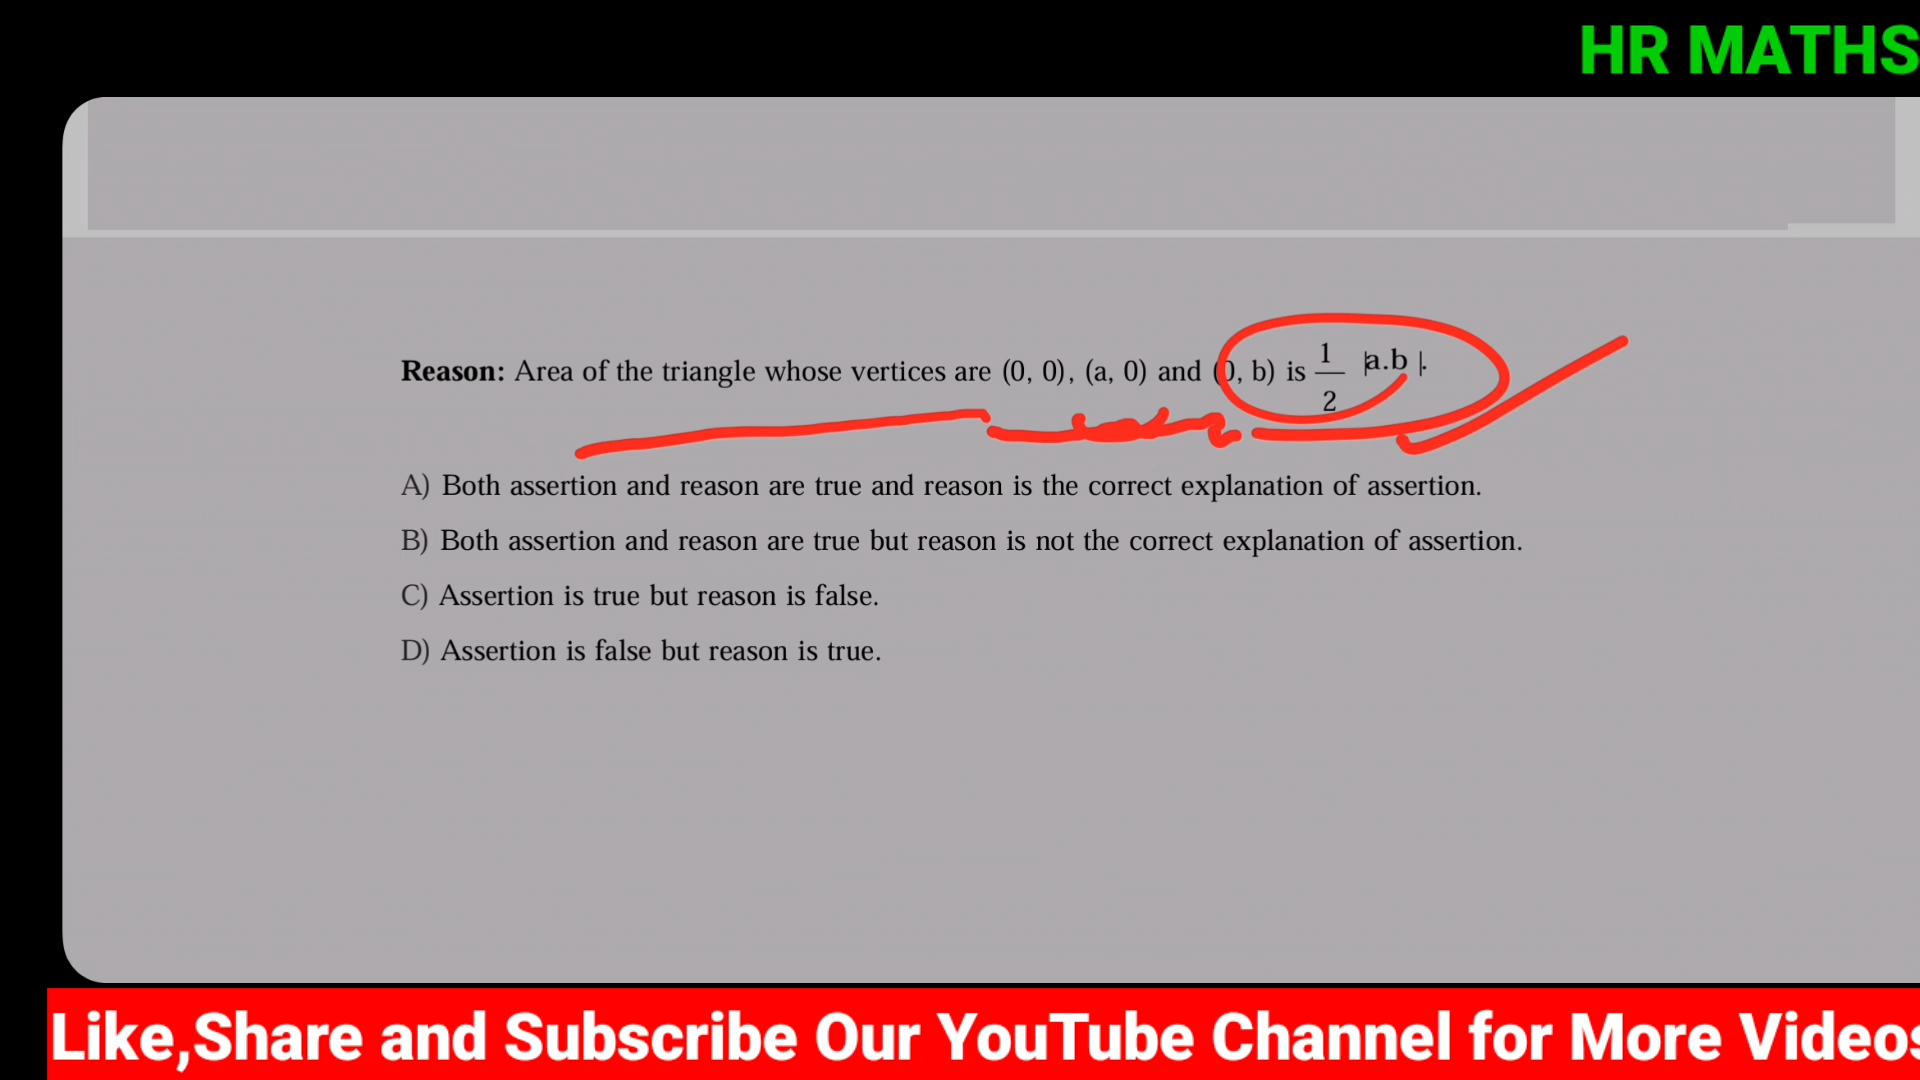 HR MATHS
Reason: Area of the triangle whose vertices are (0, 0), (a, 0) and (0, b) is 1/2 |a.b |.
A) Both assertion and reason are true and reason is the correct explanation of assertion.
B) Both assertion and reason are true but reason is not the correct explanation of assertion.
C) Assertion is true but reason is false.
D) Assertion is false but reason is true.
Like,Share and Subscribe Our YouTube Channel for More Videos